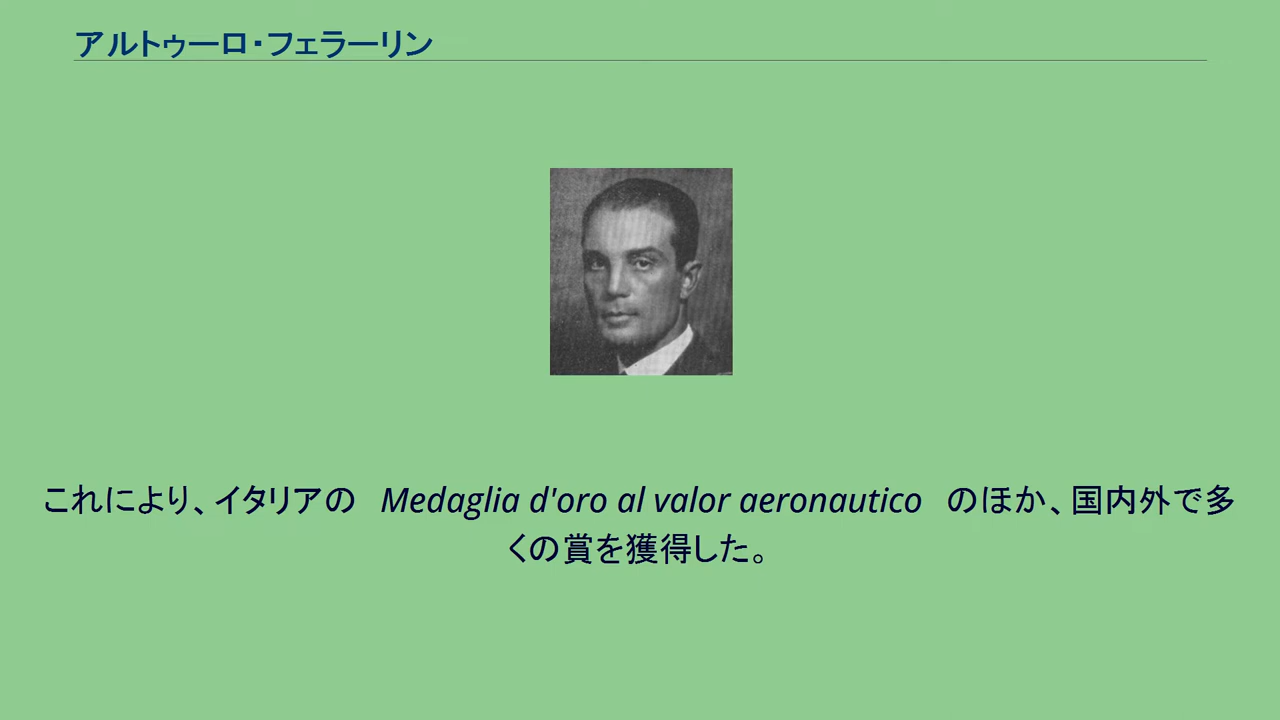 アルトゥーロ・フェラーリン
これにより、イタリアの Medaglia d'oro al valor aeronautico のほか、国内外で多
くの賞を獲得した。